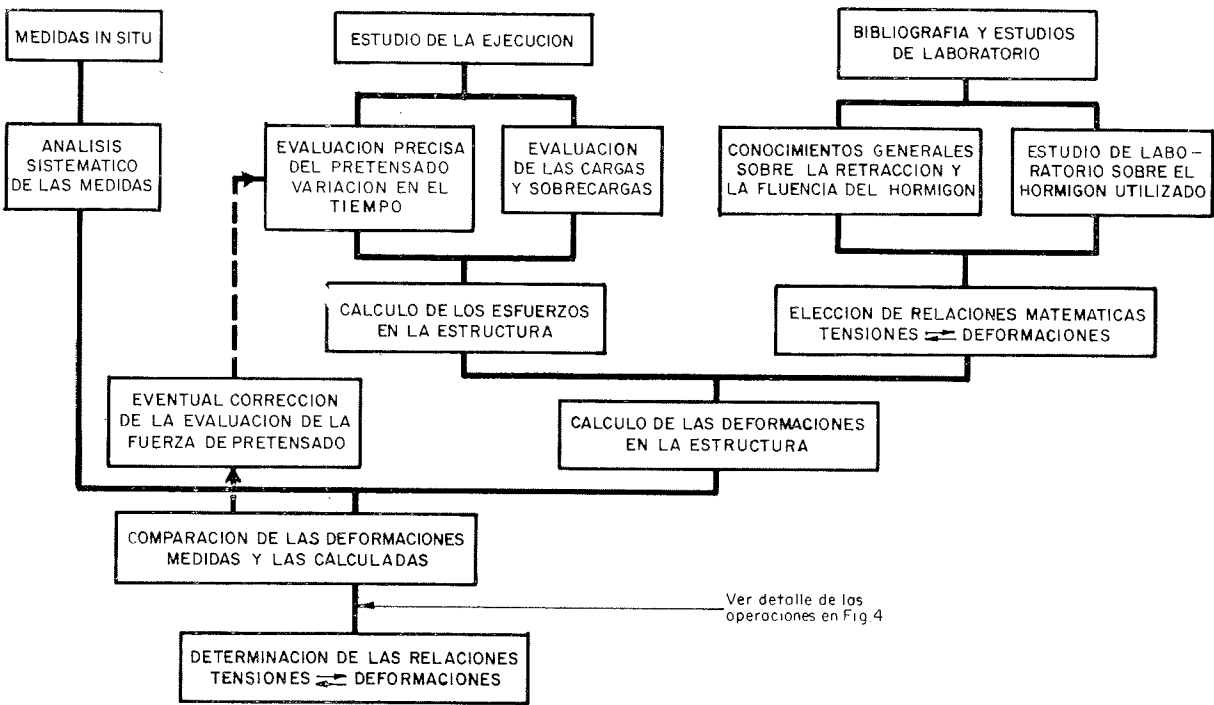 MEDIDAS IN SITU
ESTUDIO DE LA EJECUCION
BIBLIOGRAFIA Y ESTUDIOS
DE LABORATORIO
ANALISIS
SISTEMATICO
DE LAS MEDIDAS
EVALUACION PRECISA
DEL PRETENSADO
VARIACION EN EL
TIEMPO
EVALUACION
DE LAS CARGAS
Y SOBRECARGAS
CONOCIMIENTOS GENERALES
SOBRE LA RETRACCION Y
LA FLUENCIA DEL HORMIGON
ESTUDIO DE LABO-
RATORIO SOBRE EL
HORMIGON UTILIZADO
CALCULO DE LOS ESFUERZOS
EN LA ESTRUCTURA
ELECCION DE RELACIONES MATEMATICAS
TENSIONES ⇌ DEFORMACIONES
EVENTUAL CORRECCION
DE LA EVALUACION DE LA
FUERZA DE PRETENSADO
CALCULO DE LAS DEFORMACIONES
EN LA ESTRUCTURA
COMPARACION DE LAS DEFORMACIONES
MEDIDAS Y LAS CALCULADAS
Ver detalle de las
operaciones en Fig. 4
DETERMINACION DE LAS RELACIONES
TENSIONES ⇌ DEFORMACIONES